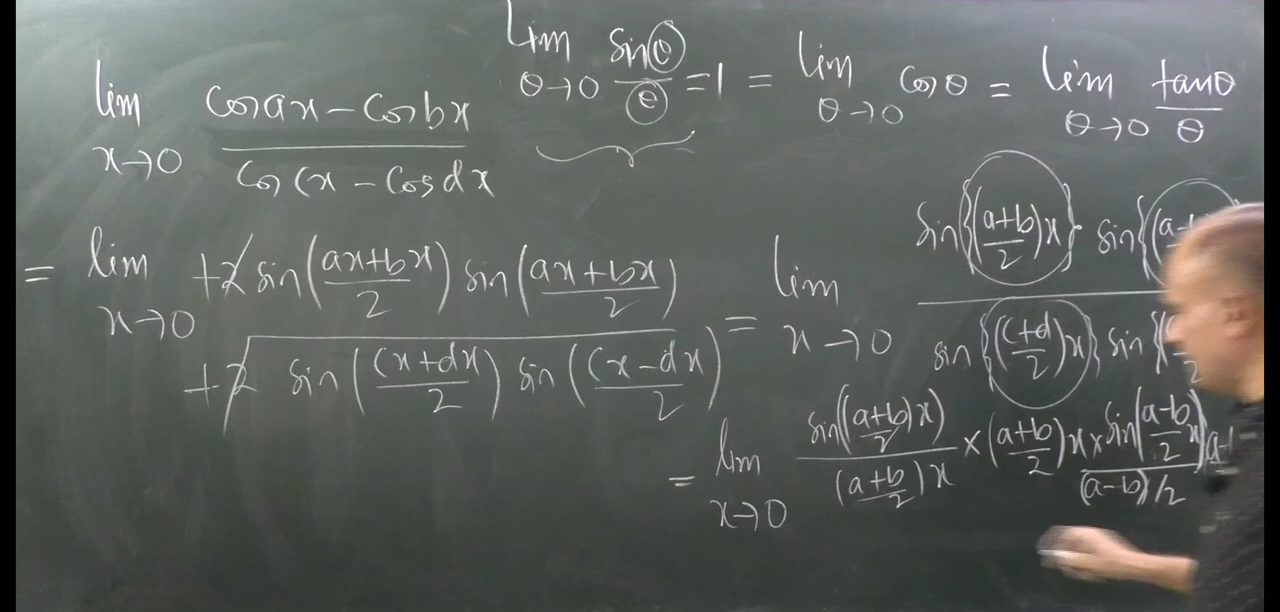 lim x→0 (cos ax − cos bx)/(cos cx − cos dx)
lim θ→0 sinθ/θ = 1 = lim θ→0 cosθ = lim θ→0 tanθ/θ
= lim x→0 (+2 sin((ax+bx)/2) sin((ax+bx)/2))/(+2 sin((cx+dx)/2) sin((cx−dx)/2))
= lim x→0 sin{((a+b)/2)x} sin{(a- / sin{((c+d)/2)x} sin{(
= lim x→0 sin((a+b)/2)x)/((a+b)/2)x × ((a+b)/2)x × sin((a−b)/2 x)/(a−b)/2